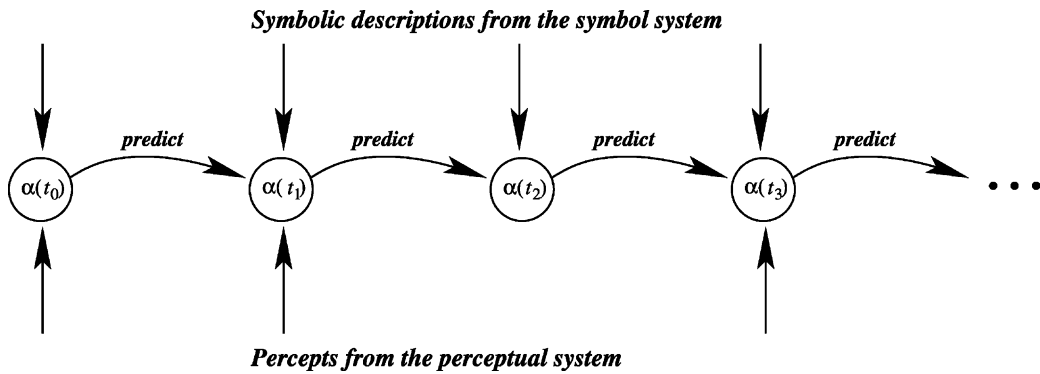 Symbolic descriptions from the symbol system
predict predict predict predict
α(t₀) α(t₁) α(t₂) α(t₃) • • •
Percepts from the perceptual system